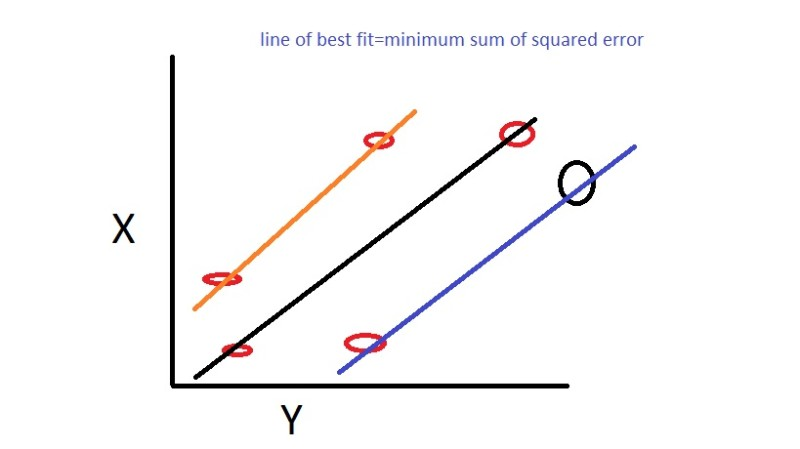 line of best fit=minimum sum of squared error
X
Y